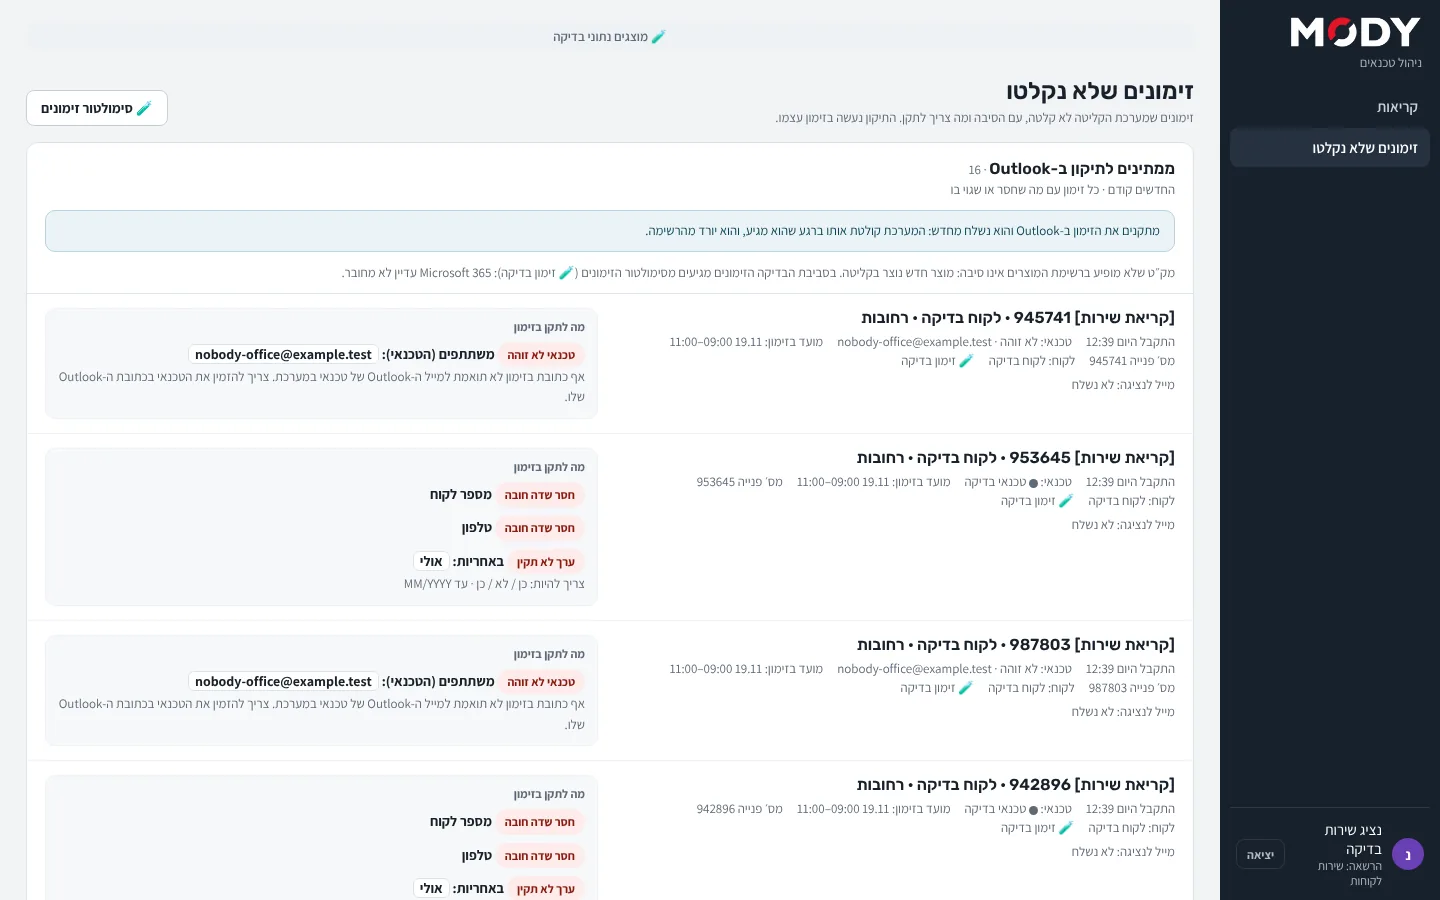 MODY
ניהול טכנאים
קריאות
זימונים שלא נקלטו
נציג שירות
בדיקה
הרשאה: שירות
לקוחות
נ
יציאה
🧪 מוצגים נתוני בדיקה
זימונים שלא נקלטו
זימונים שמערכת הקליטה לא קלטה, עם הסיבה ומה צריך לתקן. התיקון נעשה בזימון עצמו.
🧪 סימולטור זימונים
ממתינים לתיקון ב-Outlook · 16
החדשים קודם · כל זימון עם מה שחסר או שגוי בו
מתקנים את הזימון ב-Outlook והוא נשלח מחדש: המערכת קולטת אותו ברגע שהוא מגיע, והוא יורד מהרשימה.
מק״ט שלא מופיע ברשימת המוצרים אינו סיבה: מוצר חדש נוצר בקליטה. בסביבת הבדיקה הזימונים מגיעים מסימולטור הזימונים (🧪 זימון בדיקה): Microsoft 365 עדיין לא מחובר.
[קריאת שירות] 945741 • לקוח בדיקה • רחובות
התקבל היום 12:39 טכנאי: לא זוהה · nobody-office@example.test מועד בזימון: 19.11 09:00–11:00
מס׳ פנייה 945741 לקוח: לקוח בדיקה 🧪 זימון בדיקה
מייל לנציגה: לא נשלח
מה לתקן בזימון
טכנאי לא זוהה משתתפים (הטכנאי): nobody-office@example.test
אף כתובת בזימון לא תואמת למייל ה-Outlook של טכנאי במערכת. צריך להזמין את הטכנאי בכתובת ה-Outlook
שלו.
[קריאת שירות] 953645 • לקוח בדיקה • רחובות
התקבל היום 12:39 טכנאי: טכנאי בדיקה מועד בזימון: 19.11 09:00–11:00 מס׳ פנייה 953645
לקוח: לקוח בדיקה 🧪 זימון בדיקה
מייל לנציגה: לא נשלח
מה לתקן בזימון
חסר שדה חובה מספר לקוח
חסר שדה חובה טלפון
ערך לא תקין באחריות: אולי
צריך להיות: כן / לא / כן · עד MM/YYYY
[קריאת שירות] 987803 • לקוח בדיקה • רחובות
התקבל היום 12:39 טכנאי: לא זוהה · nobody-office@example.test מועד בזימון: 19.11 09:00–11:00
מס׳ פנייה 987803 לקוח: לקוח בדיקה 🧪 זימון בדיקה
מייל לנציגה: לא נשלח
מה לתקן בזימון
טכנאי לא זוהה משתתפים (הטכנאי): nobody-office@example.test
אף כתובת בזימון לא תואמת למייל ה-Outlook של טכנאי במערכת. צריך להזמין את הטכנאי בכתובת ה-Outlook
שלו.
[קריאת שירות] 942896 • לקוח בדיקה • רחובות
התקבל היום 12:39 טכנאי: טכנאי בדיקה מועד בזימון: 19.11 09:00–11:00 מס׳ פנייה 942896
לקוח: לקוח בדיקה 🧪 זימון בדיקה
מייל לנציגה: לא נשלח
מה לתקן בזימון
חסר שדה חובה מספר לקוח
חסר שדה חובה טלפון
ערך לא תקין באחריות: אולי